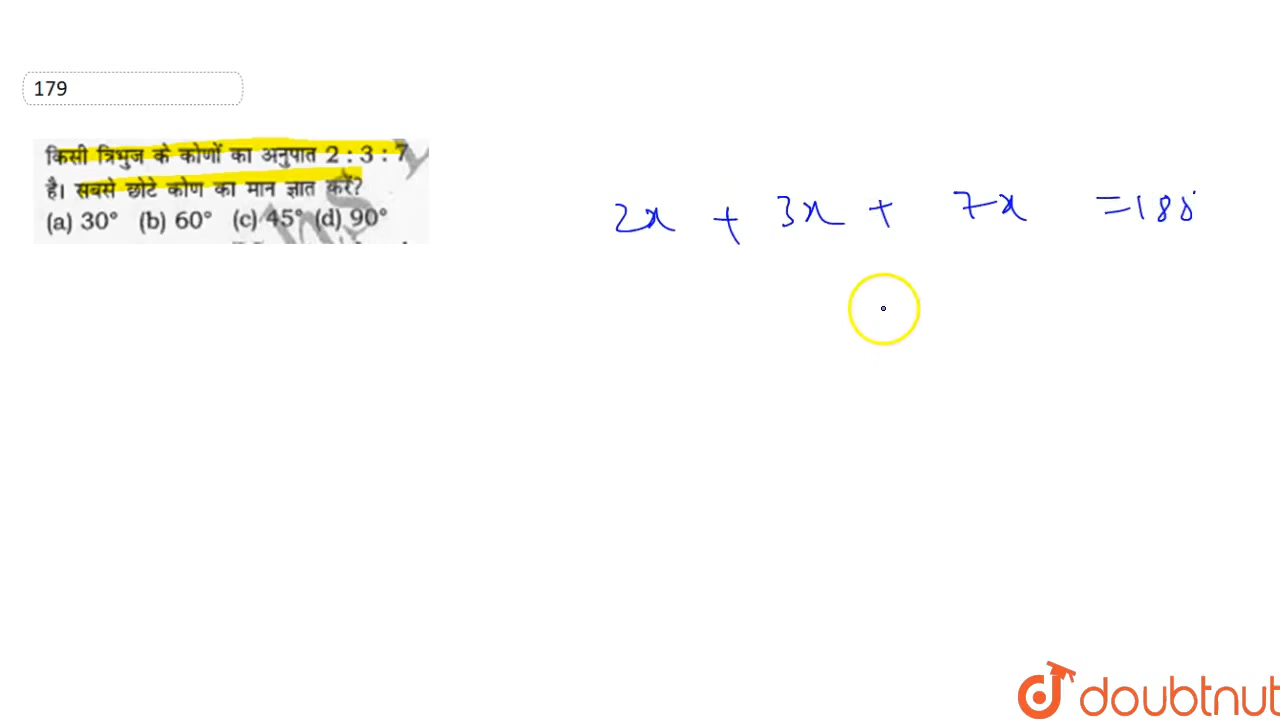 179
किसी त्रिभुज के कोणों का अनुपात 2 : 3 : 7
है। सबसे छोटे कोण का मान ज्ञात करें?
(a) 30° (b) 60° (c) 45° (d) 90°
2x + 3x + 7x = 180
doubtnut